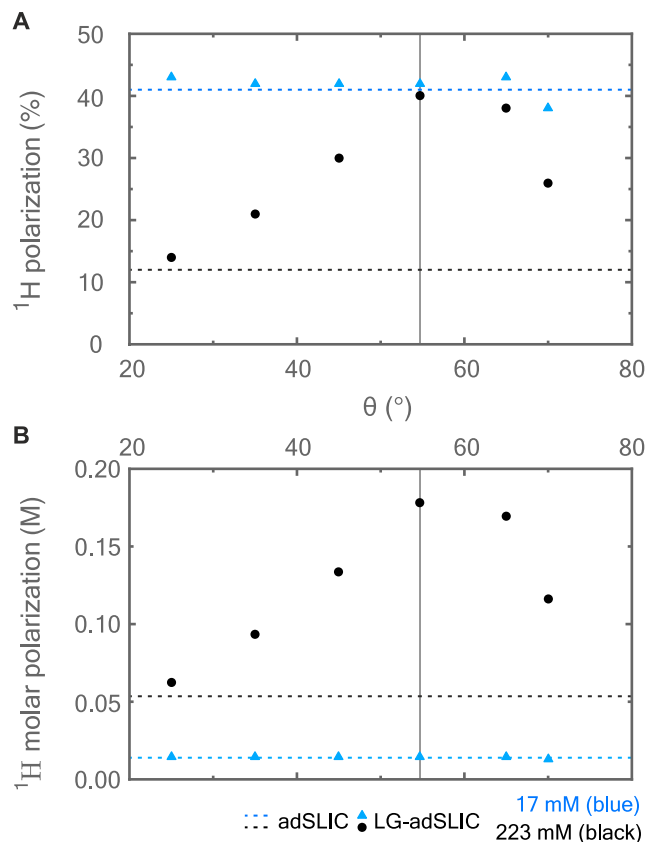 A
50
40
30
20
10
0
¹H polarization (%)
20 40 60 80
θ (°)
B
20 40 60 80
0.20
0.15
0.10
0.05
0.00
¹H molar polarization (M)
adSLIC LG-adSLIC
17 mM (blue)
223 mM (black)